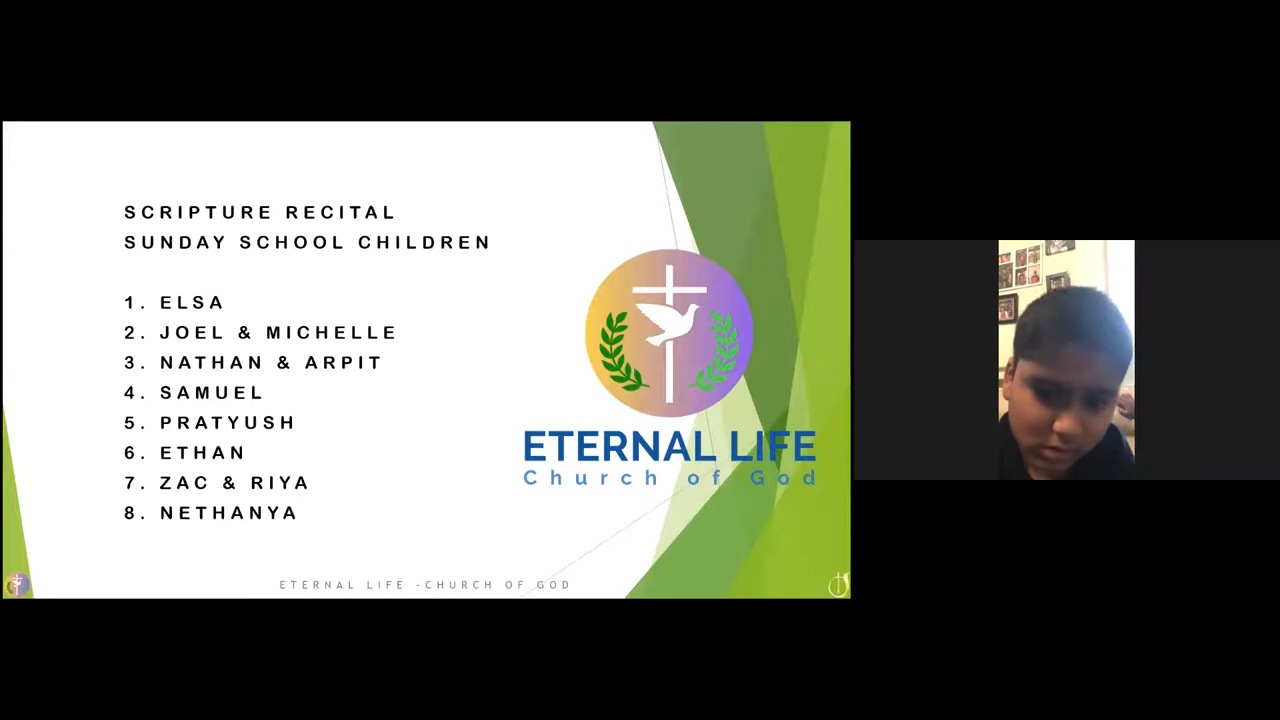 SCRIPTURE RECITAL
SUNDAY SCHOOL CHILDREN
1. ELSA
2. JOEL & MICHELLE
3. NATHAN & ARPIT
4. SAMUEL
5. PRATYUSH
6. ETHAN
7. ZAC & RIYA
8. NETHANYA
ETERNAL LIFE
Church of God
ETERNAL LIFE -CHURCH OF GOD